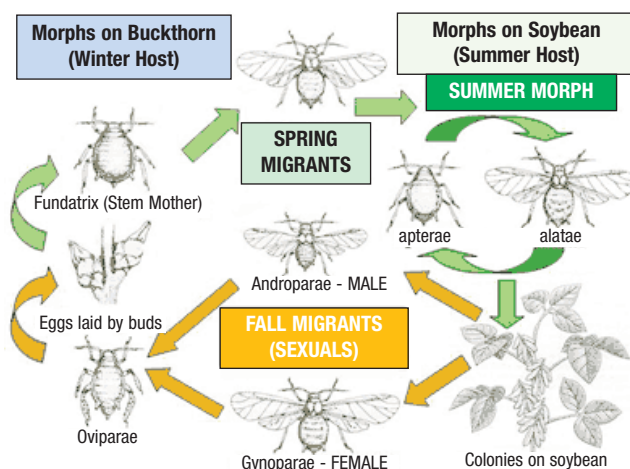 Morphs on Buckthorn
(Winter Host)
Morphs on Soybean
(Summer Host)
SUMMER MORPH
SPRING
MIGRANTS
Fundatrix (Stem Mother)
apterae
alatae
Androparae - MALE
Eggs laid by buds
FALL MIGRANTS
(SEXUALS)
Oviparae
Gynoparae - FEMALE
Colonies on soybean